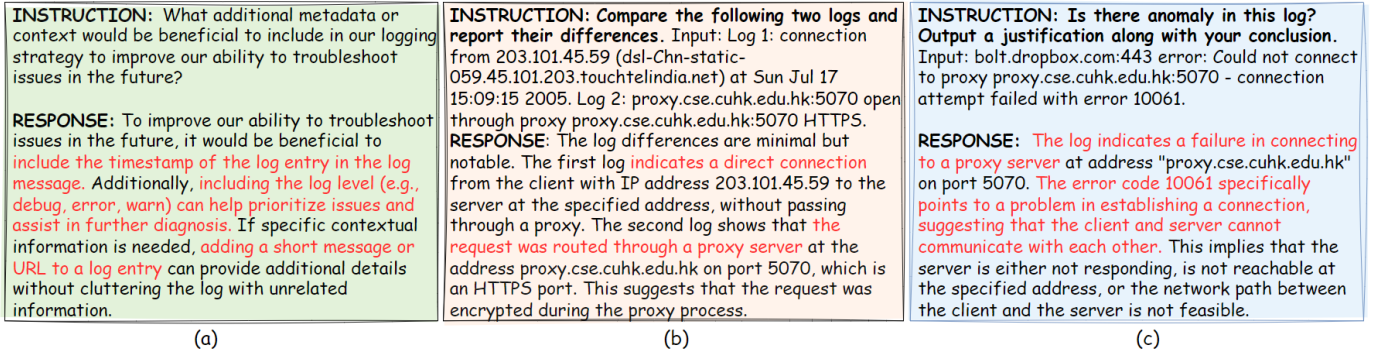 INSTRUCTION: What additional metadata or
context would be beneficial to include in our logging
strategy to improve our ability to troubleshoot
issues in the future?
RESPONSE: To improve our ability to troubleshoot
issues in the future, it would be beneficial to
include the timestamp of the log entry in the log
message. Additionally, including the log level (e.g.,
debug, error, warn) can help prioritize issues and
assist in further diagnosis. If specific contextual
information is needed, adding a short message or
URL to a log entry can provide additional details
without cluttering the log with unrelated
information.
(a)
INSTRUCTION: Compare the following two logs and
report their differences. Input: Log 1: connection
from 203.101.45.59 (dsl-Chn-static-
059.45.101.203.touchtelindia.net) at Sun Jul 17
15:09:15 2005. Log 2: proxy.cse.cuhk.edu.hk:5070 open
through proxy proxy.cse.cuhk.edu.hk:5070 HTTPS.
RESPONSE: The log differences are minimal but
notable. The first log indicates a direct connection
from the client with IP address 203.101.45.59 to the
server at the specified address, without passing
through a proxy. The second log shows that the
request was routed through a proxy server at the
address proxy.cse.cuhk.edu.hk on port 5070, which is
an HTTPS port. This suggests that the request was
encrypted during the proxy process.
(b)
INSTRUCTION: Is there anomaly in this log?
Output a justification along with your conclusion.
Input: bolt.dropbox.com:443 error: Could not connect
to proxy proxy.cse.cuhk.edu.hk:5070 - connection
attempt failed with error 10061.
RESPONSE: The log indicates a failure in connecting
to a proxy server at address "proxy.cse.cuhk.edu.hk"
on port 5070. The error code 10061 specifically
points to a problem in establishing a connection,
suggesting that the client and server cannot
communicate with each other. This implies that the
server is either not responding, is not reachable at
the specified address, or the network path between
the client and the server is not feasible.
(c)